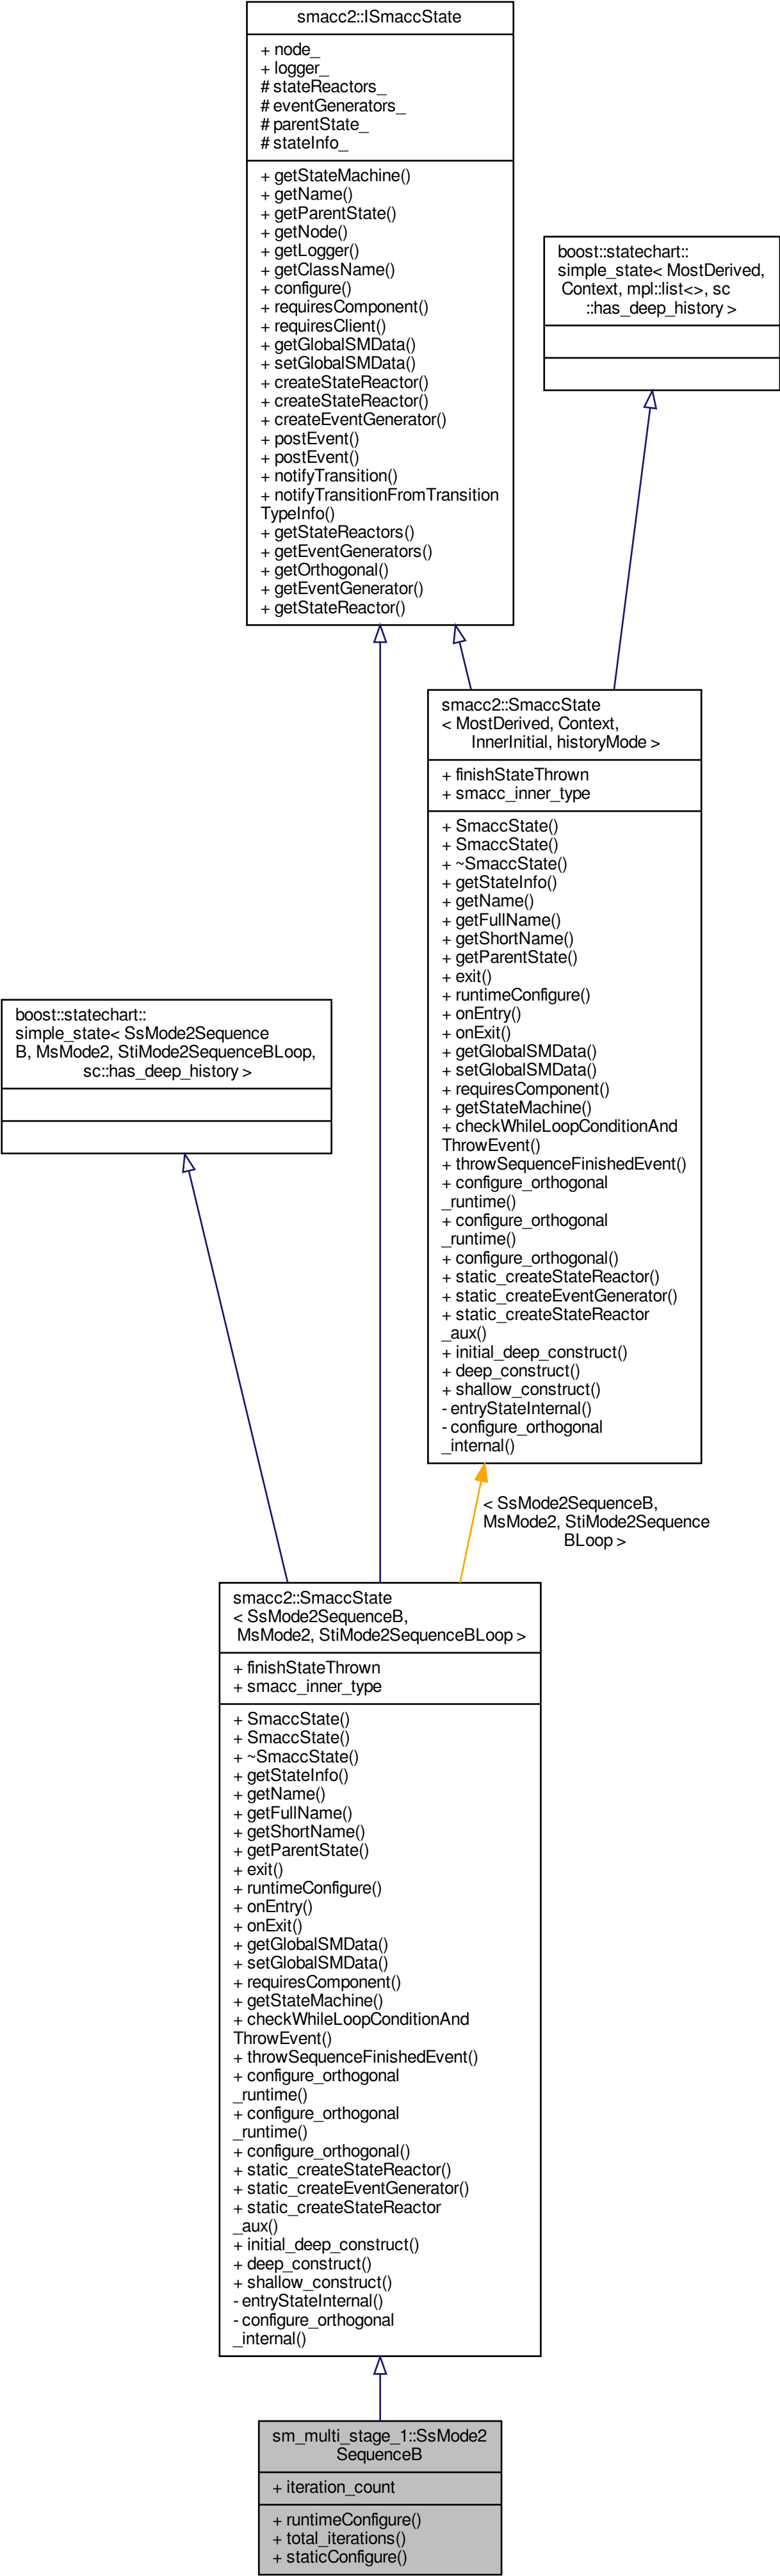 smacc2::ISmaccState
+ node_
+ logger_
# stateReactors_
# eventGenerators_
# parentState_
# stateInfo_
+ getStateMachine()
+ getName()
+ getParentState()
+ getNode()
+ getLogger()
+ getClassName()
+ configure()
+ requiresComponent()
+ requiresClient()
+ getGlobalSMData()
+ setGlobalSMData()
+ createStateReactor()
+ createStateReactor()
+ createEventGenerator()
+ postEvent()
+ postEvent()
+ notifyTransition()
+ notifyTransitionFromTransition
TypeInfo()
+ getStateReactors()
+ getEventGenerators()
+ getOrthogonal()
+ getEventGenerator()
+ getStateReactor()
boost::statechart::
simple_state< MostDerived,
Context, mpl::list<>, sc
::has_deep_history >
smacc2::SmaccState
< MostDerived, Context,
InnerInitial, historyMode >
+ finishStateThrown
+ smacc_inner_type
+ SmaccState()
+ SmaccState()
+ ~SmaccState()
+ getStateInfo()
+ getName()
+ getFullName()
+ getShortName()
+ getParentState()
+ exit()
+ runtimeConfigure()
+ onEntry()
+ onExit()
+ getGlobalSMData()
+ setGlobalSMData()
+ requiresComponent()
+ getStateMachine()
+ checkWhileLoopConditionAnd
ThrowEvent()
+ throwSequenceFinishedEvent()
+ configure_orthogonal
_runtime()
+ configure_orthogonal
_runtime()
+ configure_orthogonal()
+ static_createStateReactor()
+ static_createEventGenerator()
+ static_createStateReactor
_aux()
+ initial_deep_construct()
+ deep_construct()
+ shallow_construct()
- entryStateInternal()
- configure_orthogonal
_internal()
boost::statechart::
simple_state< SsMode2Sequence
B, MsMode2, StiMode2SequenceBLoop,
sc::has_deep_history >
< SsMode2SequenceB,
MsMode2, StiMode2Sequence
BLoop >
smacc2::SmaccState
< SsMode2SequenceB,
MsMode2, StiMode2SequenceBLoop >
+ finishStateThrown
+ smacc_inner_type
+ SmaccState()
+ SmaccState()
+ ~SmaccState()
+ getStateInfo()
+ getName()
+ getFullName()
+ getShortName()
+ getParentState()
+ exit()
+ runtimeConfigure()
+ onEntry()
+ onExit()
+ getGlobalSMData()
+ setGlobalSMData()
+ requiresComponent()
+ getStateMachine()
+ checkWhileLoopConditionAnd
ThrowEvent()
+ throwSequenceFinishedEvent()
+ configure_orthogonal
_runtime()
+ configure_orthogonal
_runtime()
+ configure_orthogonal()
+ static_createStateReactor()
+ static_createEventGenerator()
+ static_createStateReactor
_aux()
+ initial_deep_construct()
+ deep_construct()
+ shallow_construct()
- entryStateInternal()
- configure_orthogonal
_internal()
sm_multi_stage_1::SsMode2
SequenceB
+ iteration_count
+ runtimeConfigure()
+ total_iterations()
+ staticConfigure()